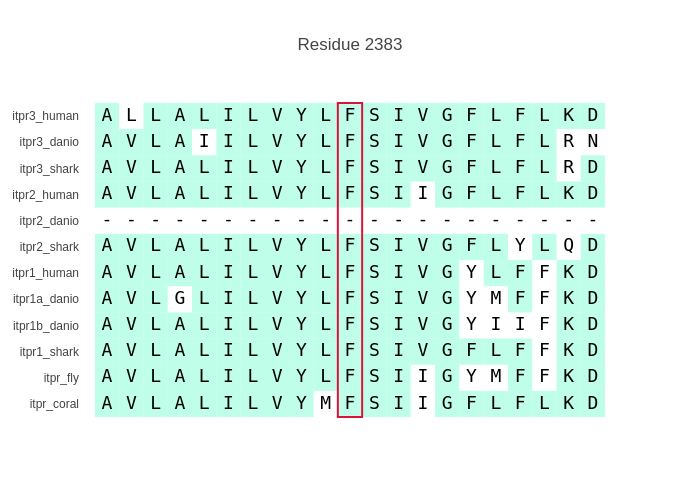 Residue 2383
itpr3_human A L L A L I L V Y L F S I V G F L F L K D
itpr3_danio A V L A I I L V Y L F S I V G F L F L R N
itpr3_shark A V L A L I L V Y L F S I V G F L F L R D
itpr2_human A V L A L I L V Y L F S I I G F L F L K D
itpr2_danio - - - - - - - - - - - - - - - - - - - - -
itpr2_shark A V L A L I L V Y L F S I V G F L Y L Q D
itpr1_human A V L A L I L V Y L F S I V G Y L F F K D
itpr1a_danio A V L G L I L V Y L F S I V G Y M F F K D
itpr1b_danio A V L A L I L V Y L F S I V G Y I I F K D
itpr1_shark A V L A L I L V Y L F S I V G F L F F K D
itpr_fly A V L A L I L V Y L F S I I G Y M F F K D
itpr_coral A V L A L I L V Y M F S I I G F L F L K D